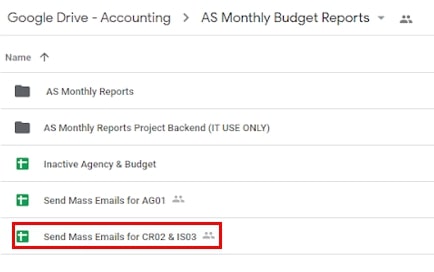 Google Drive - Accounting > AS Monthly Budget Reports
Name
AS Monthly Reports
AS Monthly Reports Project Backend (IT USE ONLY)
Inactive Agency & Budget
Send Mass Emails for AG01
Send Mass Emails for CR02 & IS03